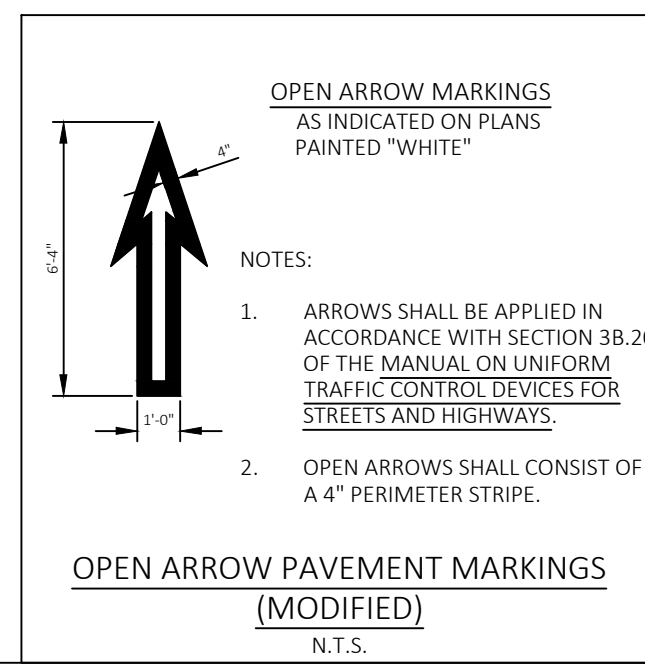 OPEN ARROW MARKINGS
AS INDICATED ON PLANS
PAINTED "WHITE"
4"
6'-4"
1'-0"
NOTES:
1. ARROWS SHALL BE APPLIED IN
ACCORDANCE WITH SECTION
OF THE MANUAL ON UNIFORM
TRAFFIC CONTROL DEVICES FOR
STREETS AND HIGHWAYS.
2. OPEN ARROWS SHALL CONSIST OF
A 4" PERIMETER STRIPE.
OPEN ARROW PAVEMENT MARKINGS
(MODIFIED)
N.T.S.